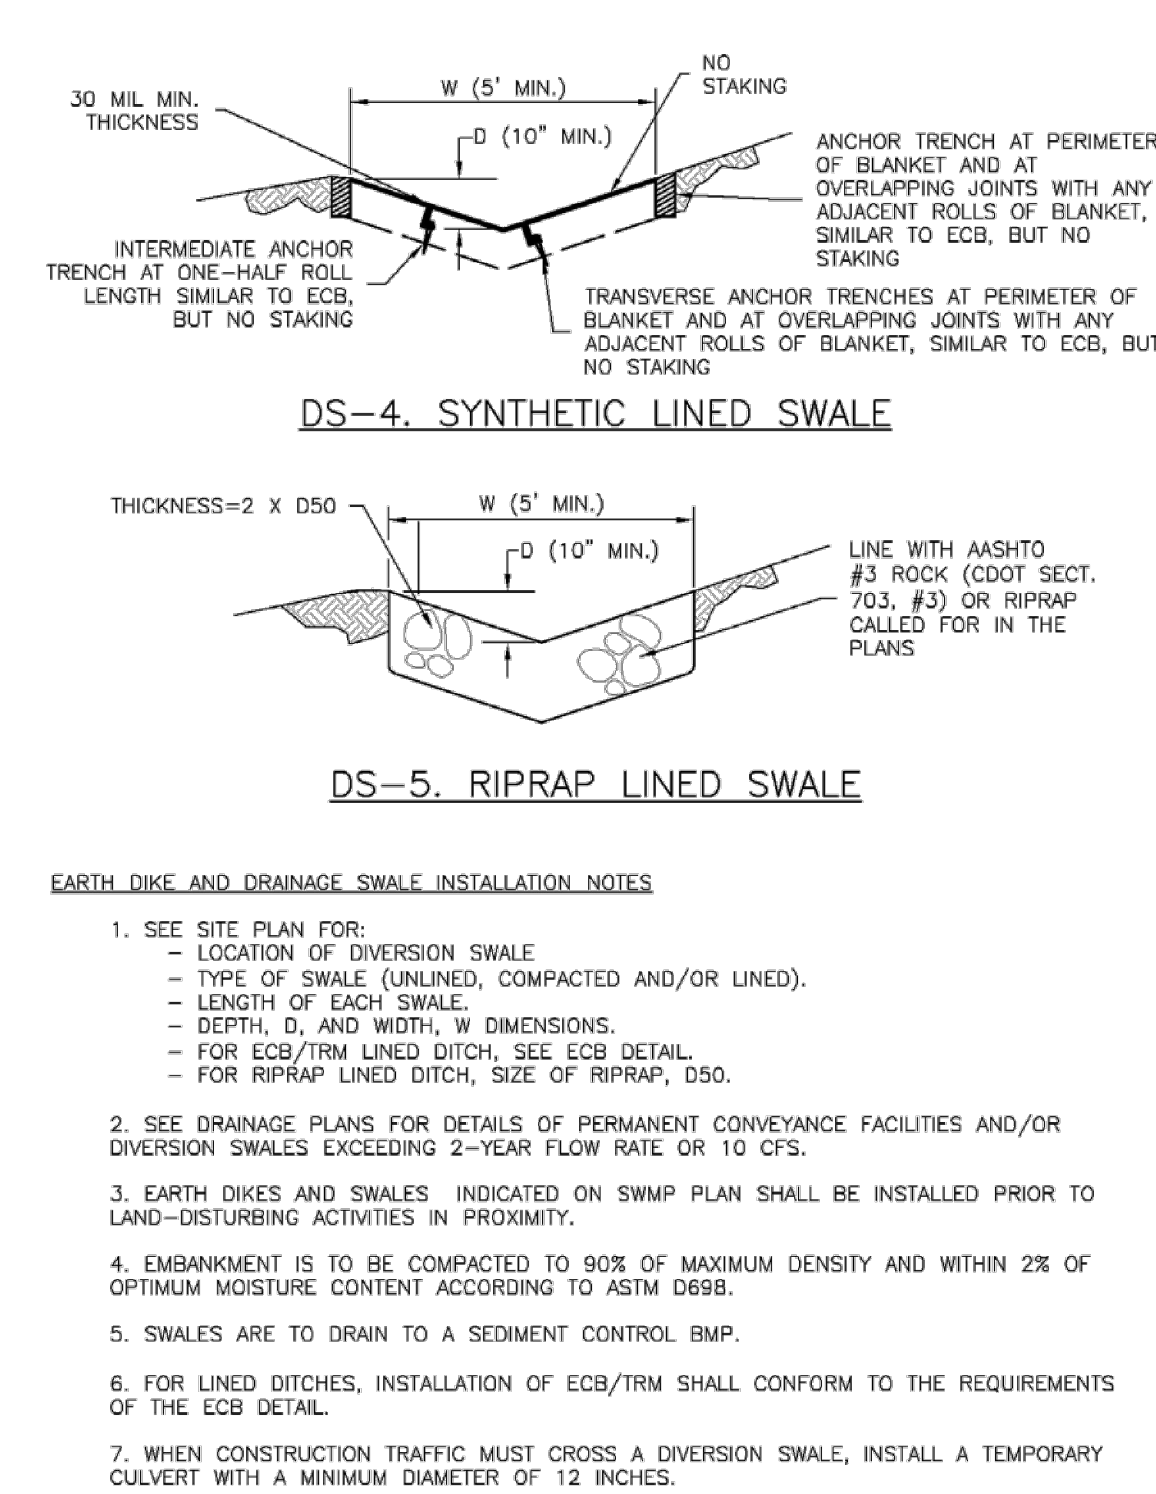 W (5' MIN.)
NO
STAKING
30 MIL MIN.
THICKNESS
D (10" MIN.)
ANCHOR TRENCH AT PERIMETER
OF BLANKET AND AT
OVERLAPPING JOINTS WITH ANY
ADJACENT ROLLS OF BLANKET,
SIMILAR TO ECB, BUT NO
STAKING
INTERMEDIATE ANCHOR
TRENCH AT ONE-HALF ROLL
LENGTH SIMILAR TO ECB,
BUT NO STAKING
TRANSVERSE ANCHOR TRENCHES AT PERIMETER OF
BLANKET AND AT OVERLAPPING JOINTS WITH ANY
ADJACENT ROLLS OF BLANKET, SIMILAR TO ECB, BUT
NO STAKING
DS-4. SYNTHETIC LINED SWALE
THICKNESS=2 X D50
W (5' MIN.)
D (10" MIN.)
LINE WITH AASHTO
#3 ROCK (CDOT SECT.
703, #3) OR RIPRAP
CALLED FOR IN THE
PLANS
DS-5. RIPRAP LINED SWALE
EARTH DIKE AND DRAINAGE SWALE INSTALLATION NOTES
1. SEE SITE PLAN FOR:
- LOCATION OF DIVERSION SWALE
- TYPE OF SWALE (UNLINED, COMPACTED AND/OR LINED).
- LENGTH OF EACH SWALE.
- DEPTH, D, AND WIDTH, W DIMENSIONS.
- FOR ECB/TRM LINED DITCH, SEE ECB DETAIL.
- FOR RIPRAP LINED DITCH, SIZE OF RIPRAP, D50.
2. SEE DRAINAGE PLANS FOR DETAILS OF PERMANENT CONVEYANCE FACILITIES AND/OR
DIVERSION SWALES EXCEEDING 2-YEAR FLOW RATE OR 10 CFS.
3. EARTH DIKES AND SWALES INDICATED ON SWMP PLAN SHALL BE INSTALLED PRIOR TO
LAND-DISTURBING ACTIVITIES IN PROXIMITY.
4. EMBANKMENT IS TO BE COMPACTED TO 90% OF MAXIMUM DENSITY AND WITHIN 2% OF
OPTIMUM MOISTURE CONTENT ACCORDING TO ASTM D698.
5. SWALES ARE TO DRAIN TO A SEDIMENT CONTROL BMP.
6. FOR LINED DITCHES, INSTALLATION OF ECB/TRM SHALL CONFORM TO THE REQUIREMENTS
OF THE ECB DETAIL.
7. WHEN CONSTRUCTION TRAFFIC MUST CROSS A DIVERSION SWALE, INSTALL A TEMPORARY
CULVERT WITH A MINIMUM DIAMETER OF 12 INCHES.